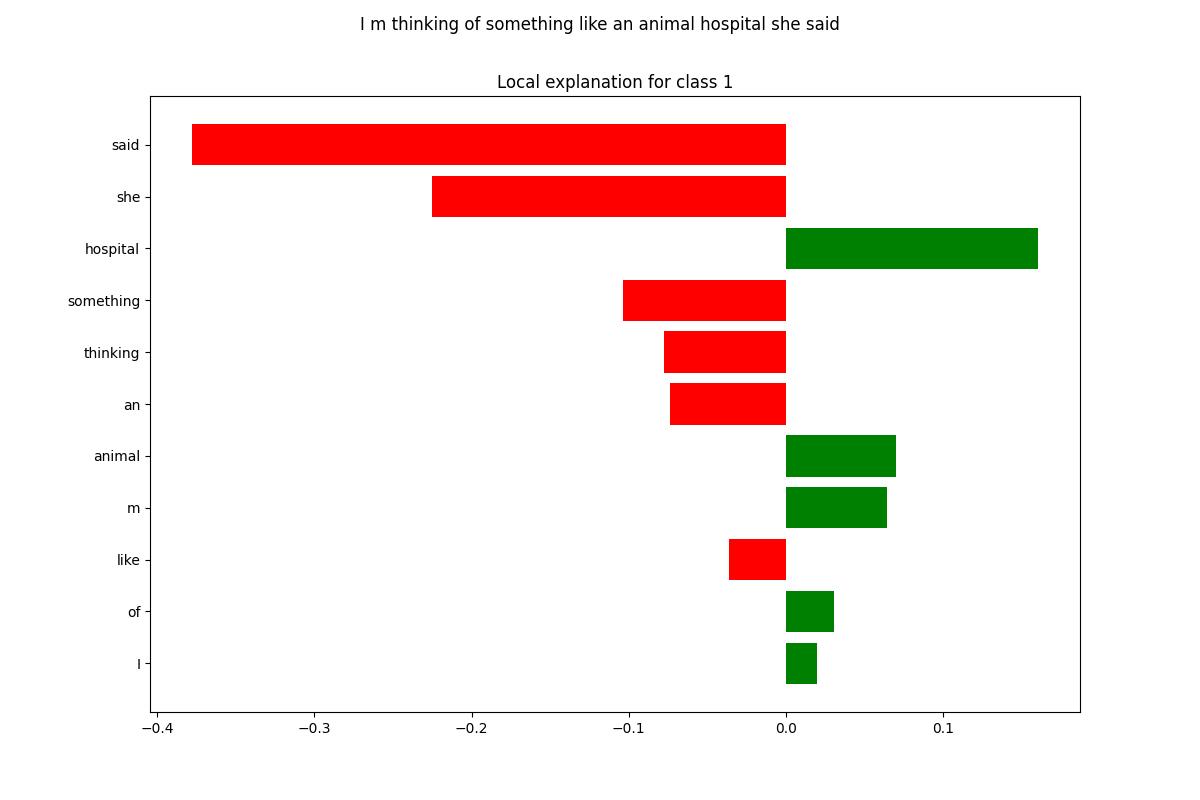 I m thinking of something like an animal hospital she said
Local explanation for class 1
said
she
hospital
something
thinking
an
animal
m
like
of
I
−0.4 −0.3 −0.2 −0.1 0.0 0.1